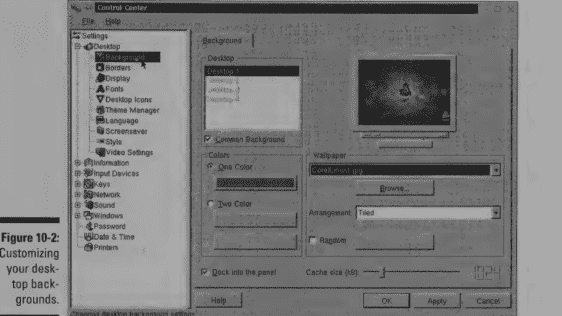 Control Center
File Help
Settings
Desktop
Background
Borders
Display
Fonts
Desktop Icons
Theme Manager
Language
Screensaver
Style
Video Settings
Information
Input Devices
Keys
Network
Sound
Windows
Password
Date & Time
Printers
Background
Desktop
Desktop 1
Desktop 2
Desktop 3
Desktop 4
Common Background
Colors
One Color
Two Color
Wallpaper
Browse...
Arrangement Tiled
Random
Dock into the panel
Cache size (kB):
Help
OK
Apply
Cancel
Figure 10-2:
Customizing
your desk-
top back-
grounds.